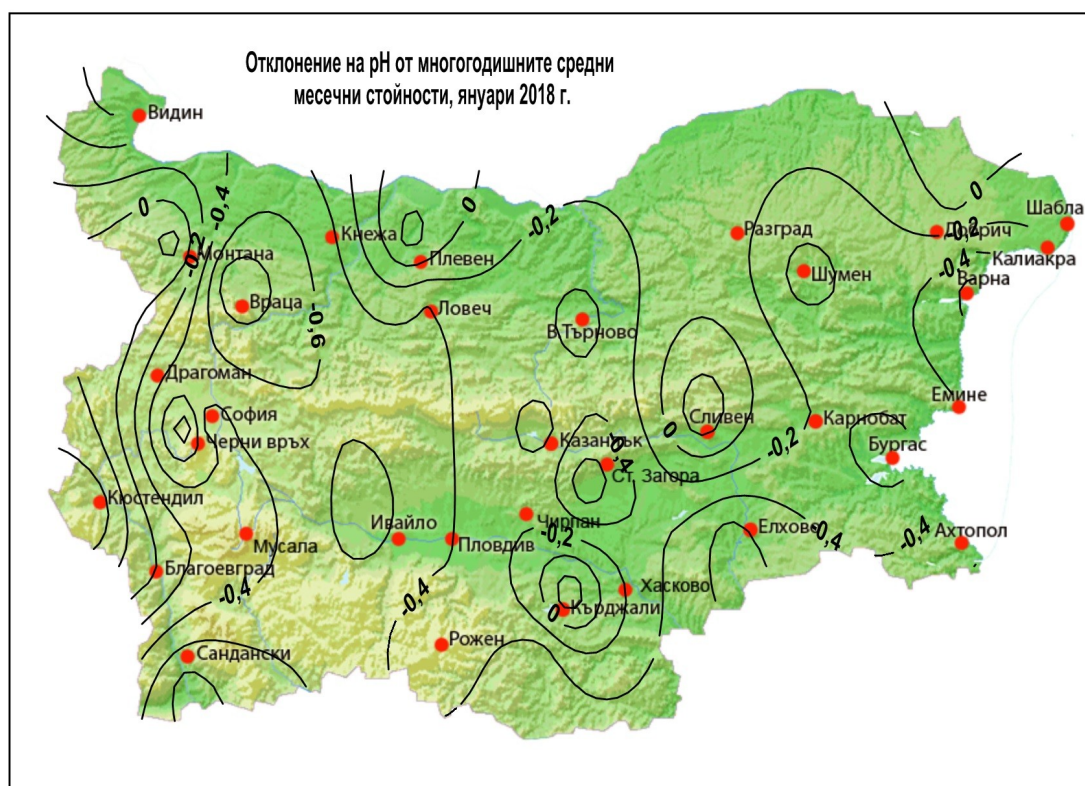 Отклонение на pH от многогодишните средни
месечни стойности, януари 2018 г.
Видин
0
-0,4
-0,2
Монтана
Кнежа
0
-0,2
Плевен
Разград
0
Шабла
Добрич
-0,2
Калиакра
-0,4
Варна
Шумен
Враца
-0,6
Ловеч
В.Търново
Драгоман
София
Черни връх
Сливен
0
-0,2
Карнобат
Емине
Бургас
Казанлък
-0,4
Ст. Загора
Кюстендил
Мусала
Ивайло
Пловдив
Чирпан
-0,2
Елхово
-0,4
-0,4
Ахтопол
Благоевград
-0,4
-0,4
Хасково
0
Кърджали
Рожен
Сандански